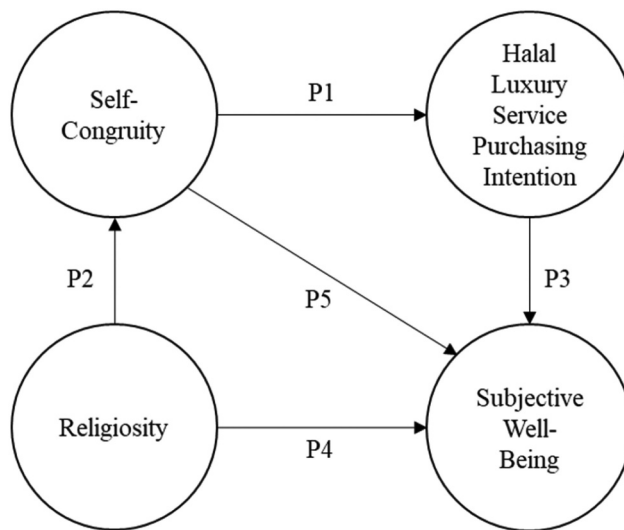 Self-
Congruity
P1
Halal
Luxury
Service
Purchasing
Intention
P2
P5
P3
Religiosity
P4
Subjective
Well-
Being